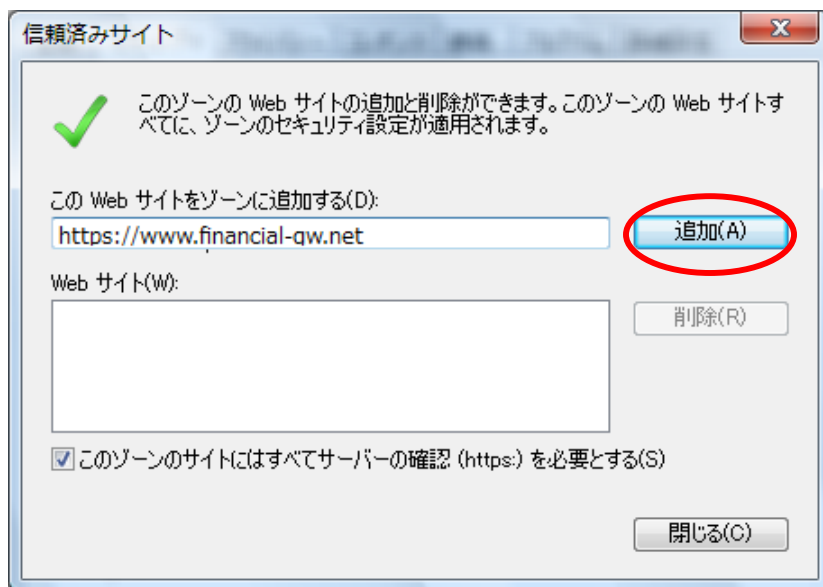 信頼済みサイト
このゾーンの Web サイトの追加と削除ができます。このゾーンの Web サイトす
べてに、ゾーンのセキュリティ設定が適用されます。
この Web サイトをゾーンに追加する(D):
https://www.financial-gw.net
追加(A)
Web サイト(W):
削除(R)
このゾーンのサイトにはすべてサーバーの確認 (https:) を必要とする(S)
閉じる(C)